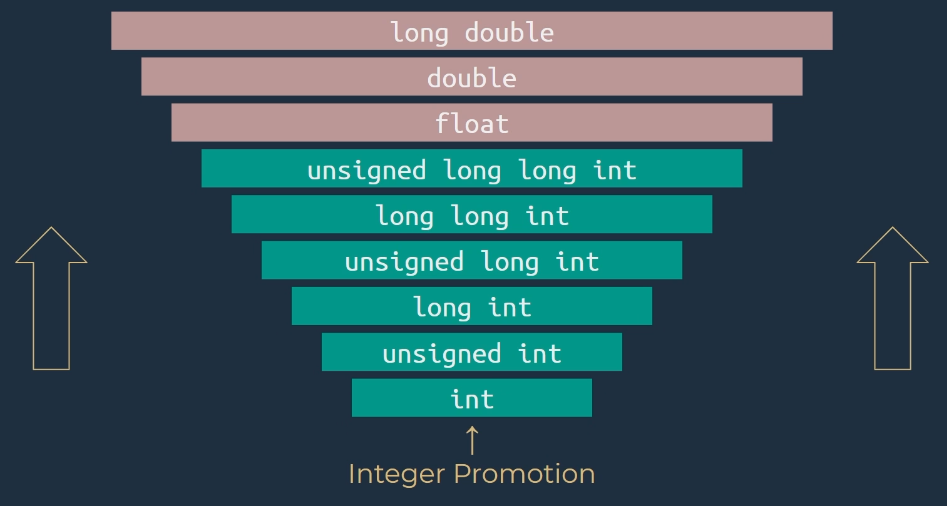 long double
double
float
unsigned long long int
long long int
unsigned long int
long int
unsigned int
int
Integer Promotion